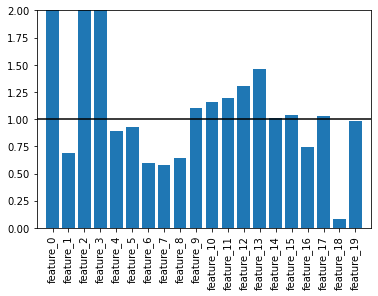 2.00
1.75
1.50
1.25
1.00
0.75
0.50
0.25
0.00
feature_0
feature_1
feature_2
feature_3
feature_4
feature_5
feature_6
feature_7
feature_8
feature_9
feature_10
feature_11
feature_12
feature_13
feature_14
feature_15
feature_16
feature_17
feature_18
feature_19